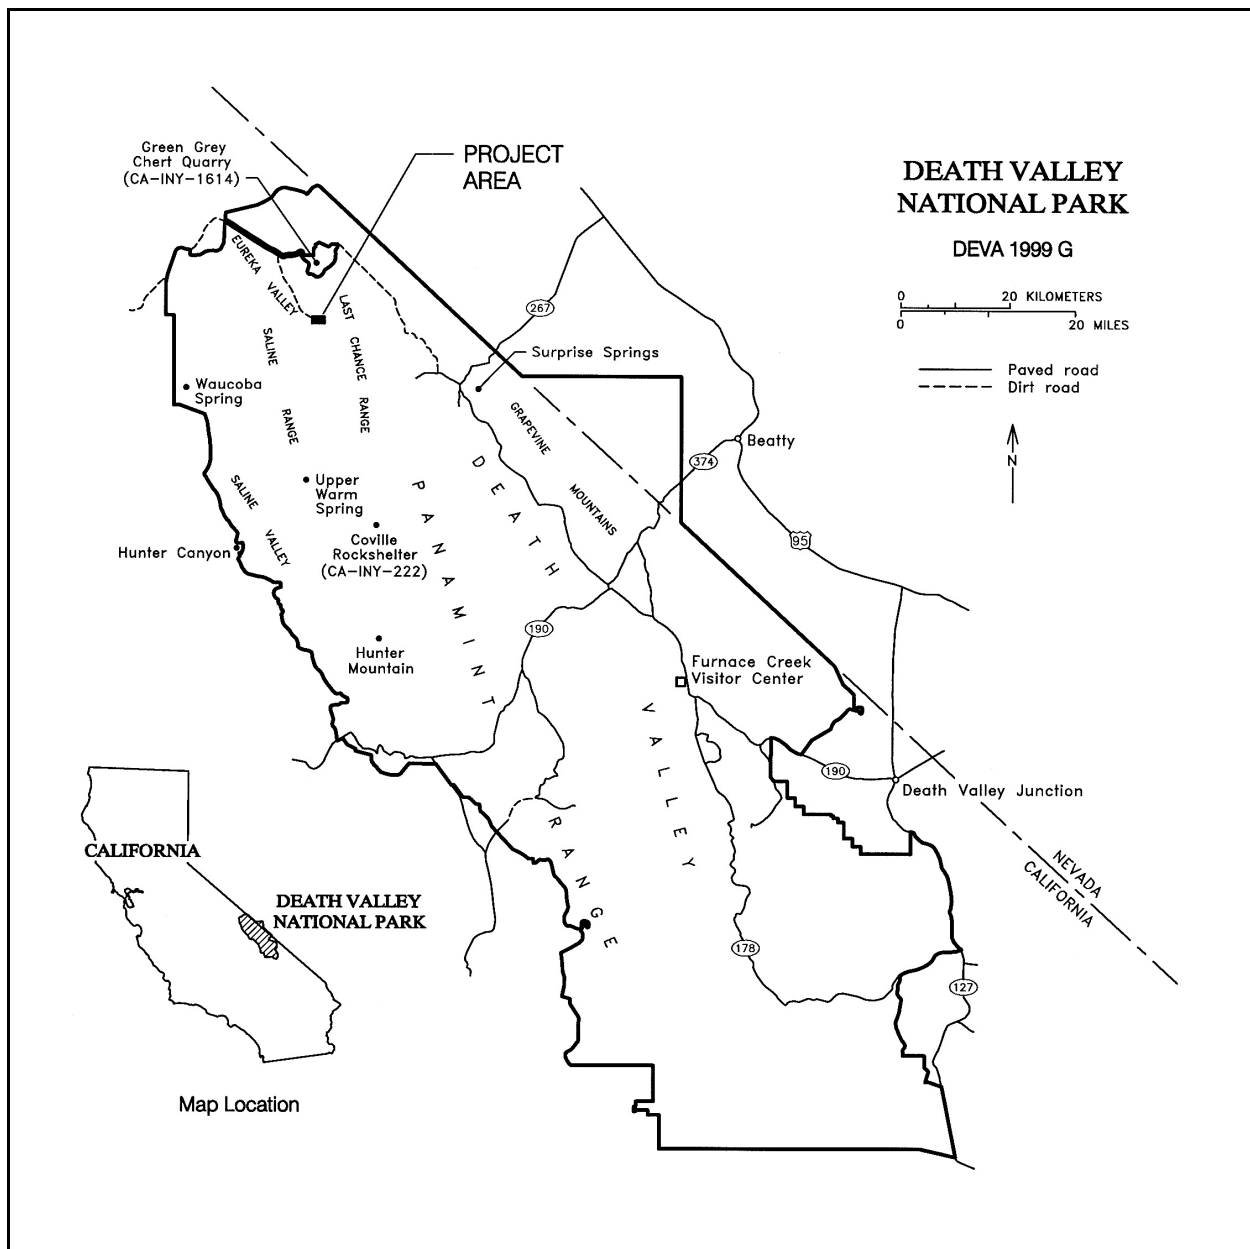 DEATH VALLEY
NATIONAL PARK
DEVA 1999 G
0
20 KILOMETERS
0
20 MILES
Paved road
Dirt road
N
Green Grey
Chert Quarry
(CA-INY-1614)
PROJECT
AREA
EUREKA
VALLEY
LAST
CHANCE
RANGE
SALINE
RANGE
267
Surprise Springs
Waucoba
Spring
GRAPEVINE
MOUNTAINS
Beatty
374
95
Upper
Warm
Spring
SALINE
VALLEY
Hunter Canyon
Coville
Rockshelter
(CA-INY-222)
PANAMINT
RANGE
DEATH
VALLEY
190
Hunter
Mountain
Furnace Creek
Visitor Center
190
Death Valley Junction
NEVADA
CALIFORNIA
178
127
CALIFORNIA
DEATH VALLEY
NATIONAL PARK
Map Location